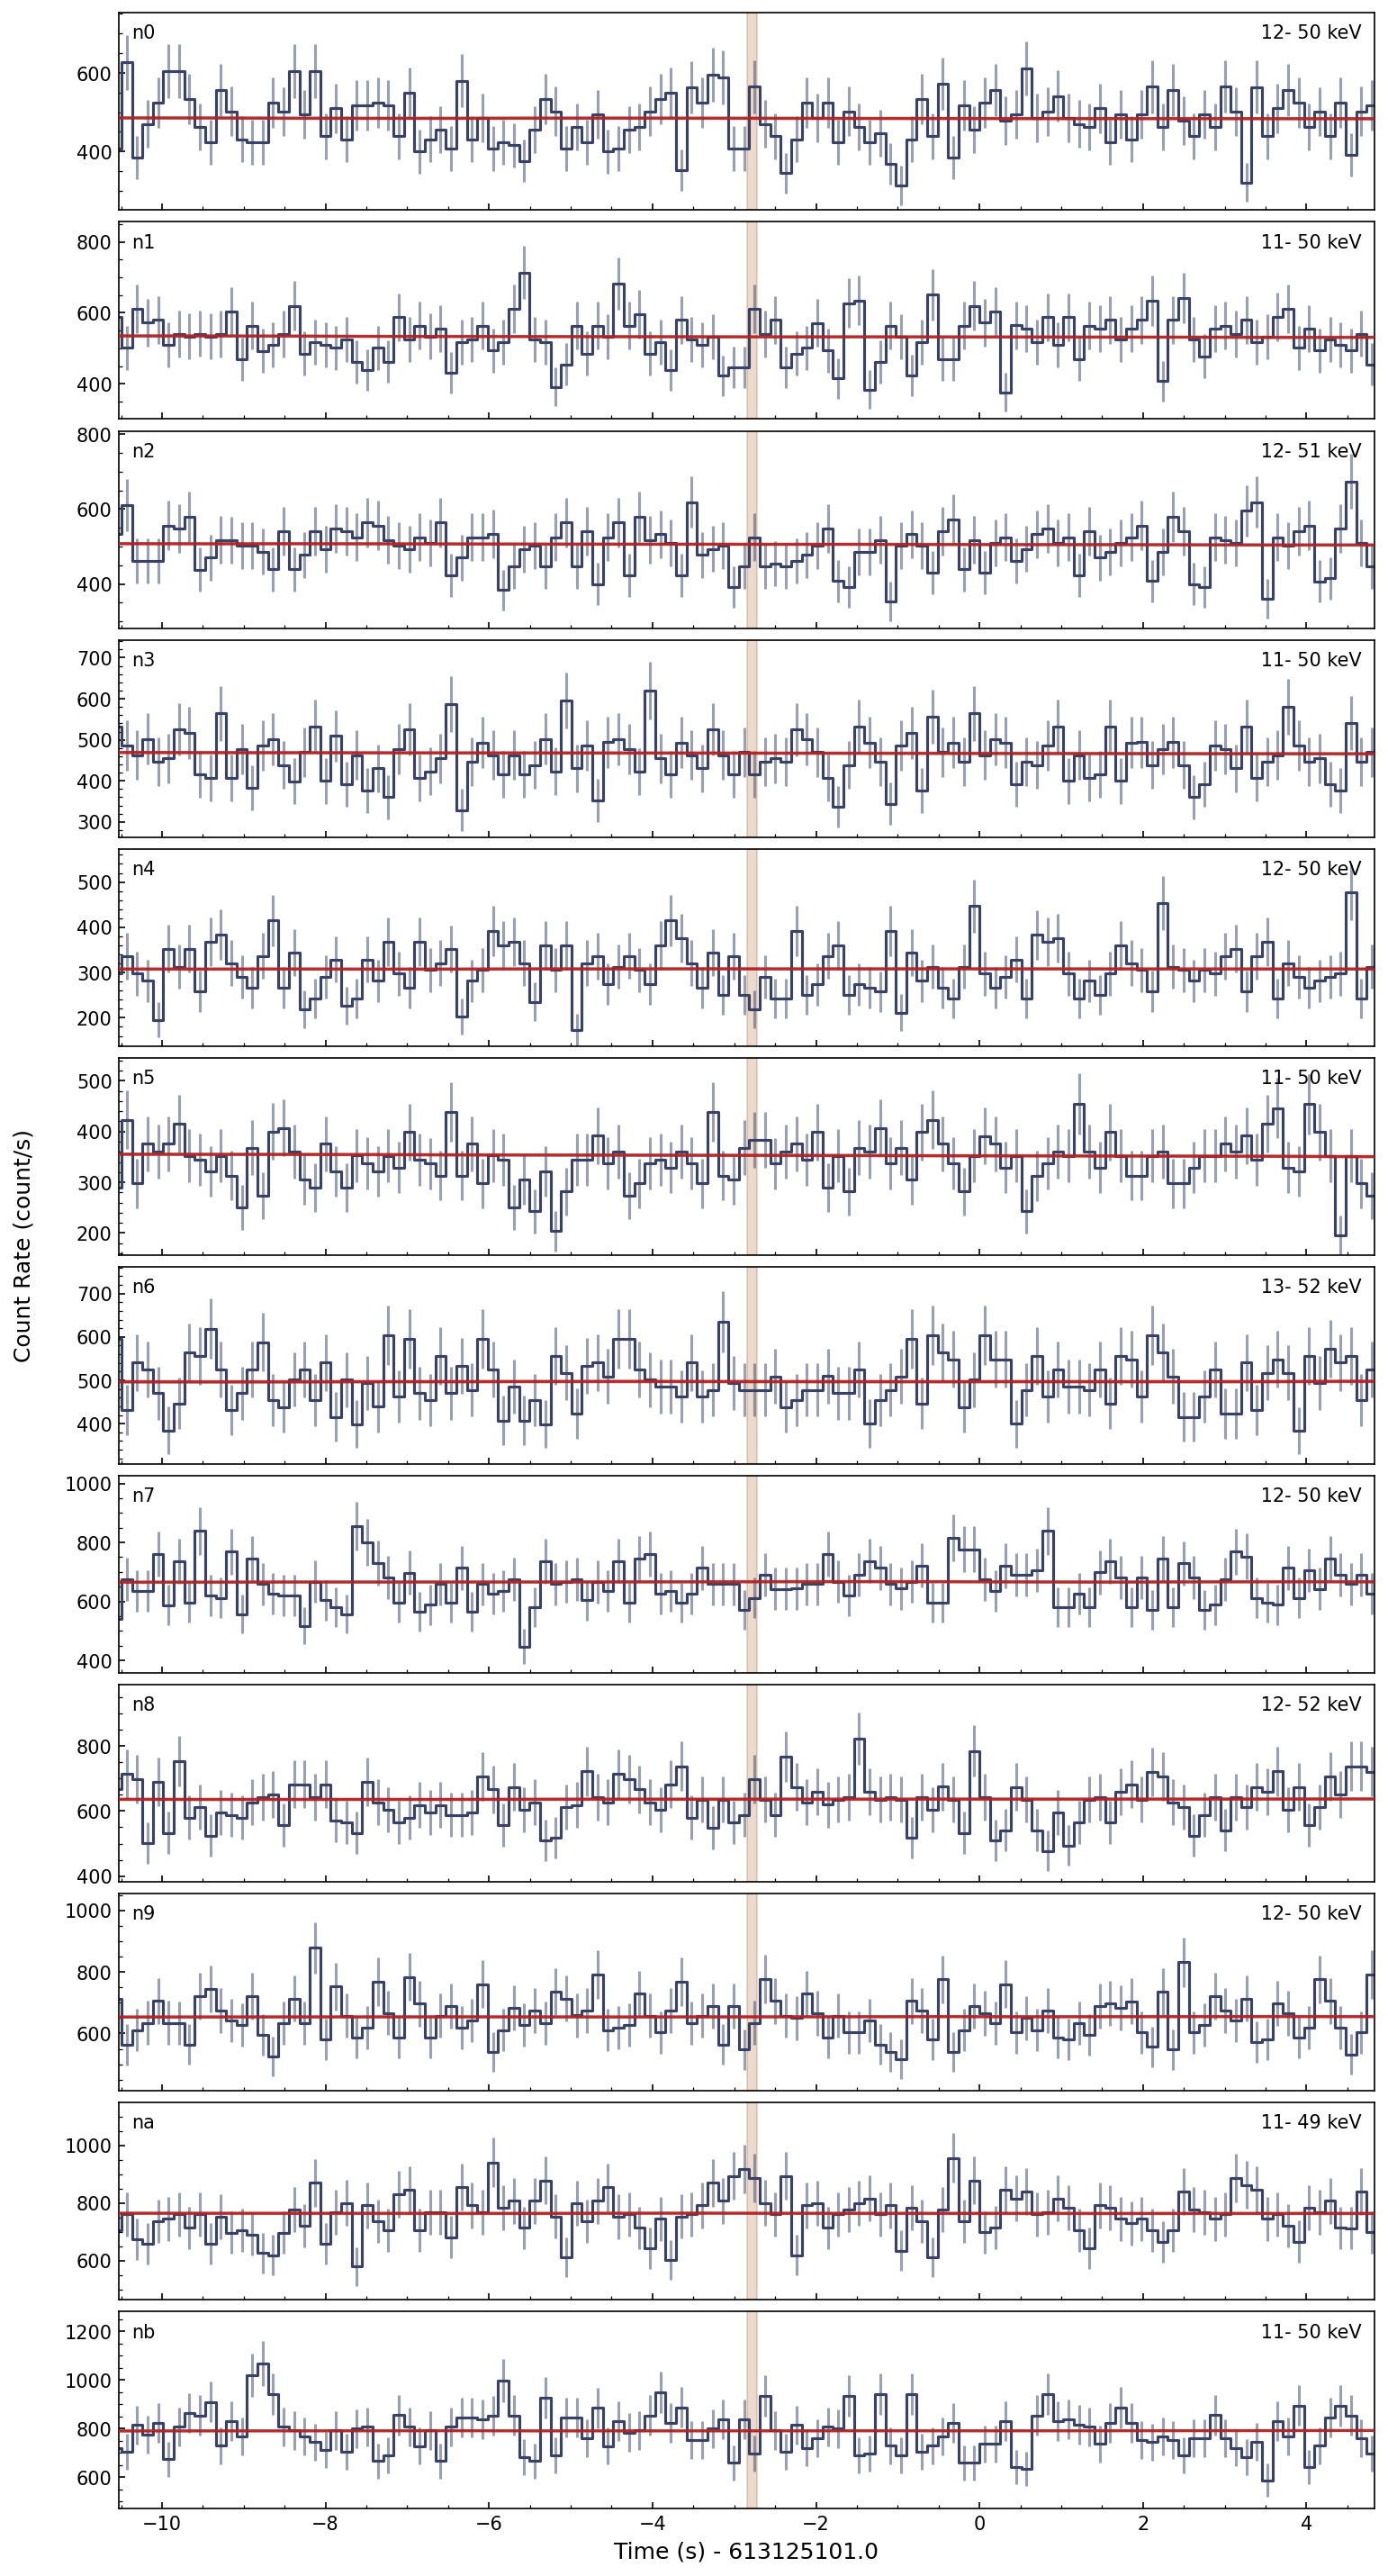 n0 12- 50 keV
600
400
n1 11- 50 keV
800
600
400
n2 12- 51 keV
800
600
400
n3 11- 50 keV
700
600
500
400
300
n4 12- 50 keV
500
400
300
200
n5 11- 50 keV
500
400
300
200
n6 13- 52 keV
700
600
500
400
n7 12- 50 keV
1000
800
600
400
n8 12- 52 keV
800
600
400
n9 12- 50 keV
1000
800
600
na 11- 49 keV
1000
800
600
nb 11- 50 keV
1200
1000
800
600
−10 −8 −6 −4 −2 0 2 4
Time (s) - 613125101.0
Count Rate (count/s)